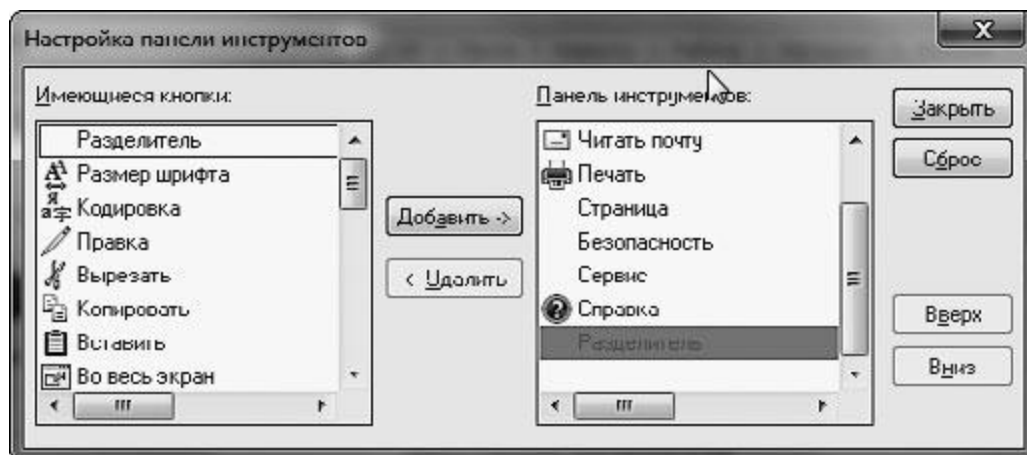 Настройка панели инструментов
Имеющиеся кнопки:
Разделитель
Размер шрифта
Кодировка
Правка
Вырезать
Копировать
Вставить
Во весь экран
Добавить ->
< Удалить
Панель инструментов:
Читать почту
Печать
Страница
Безопасность
Сервис
Справка
Разделитель
Закрыть
Сброс
Вверх
Вниз